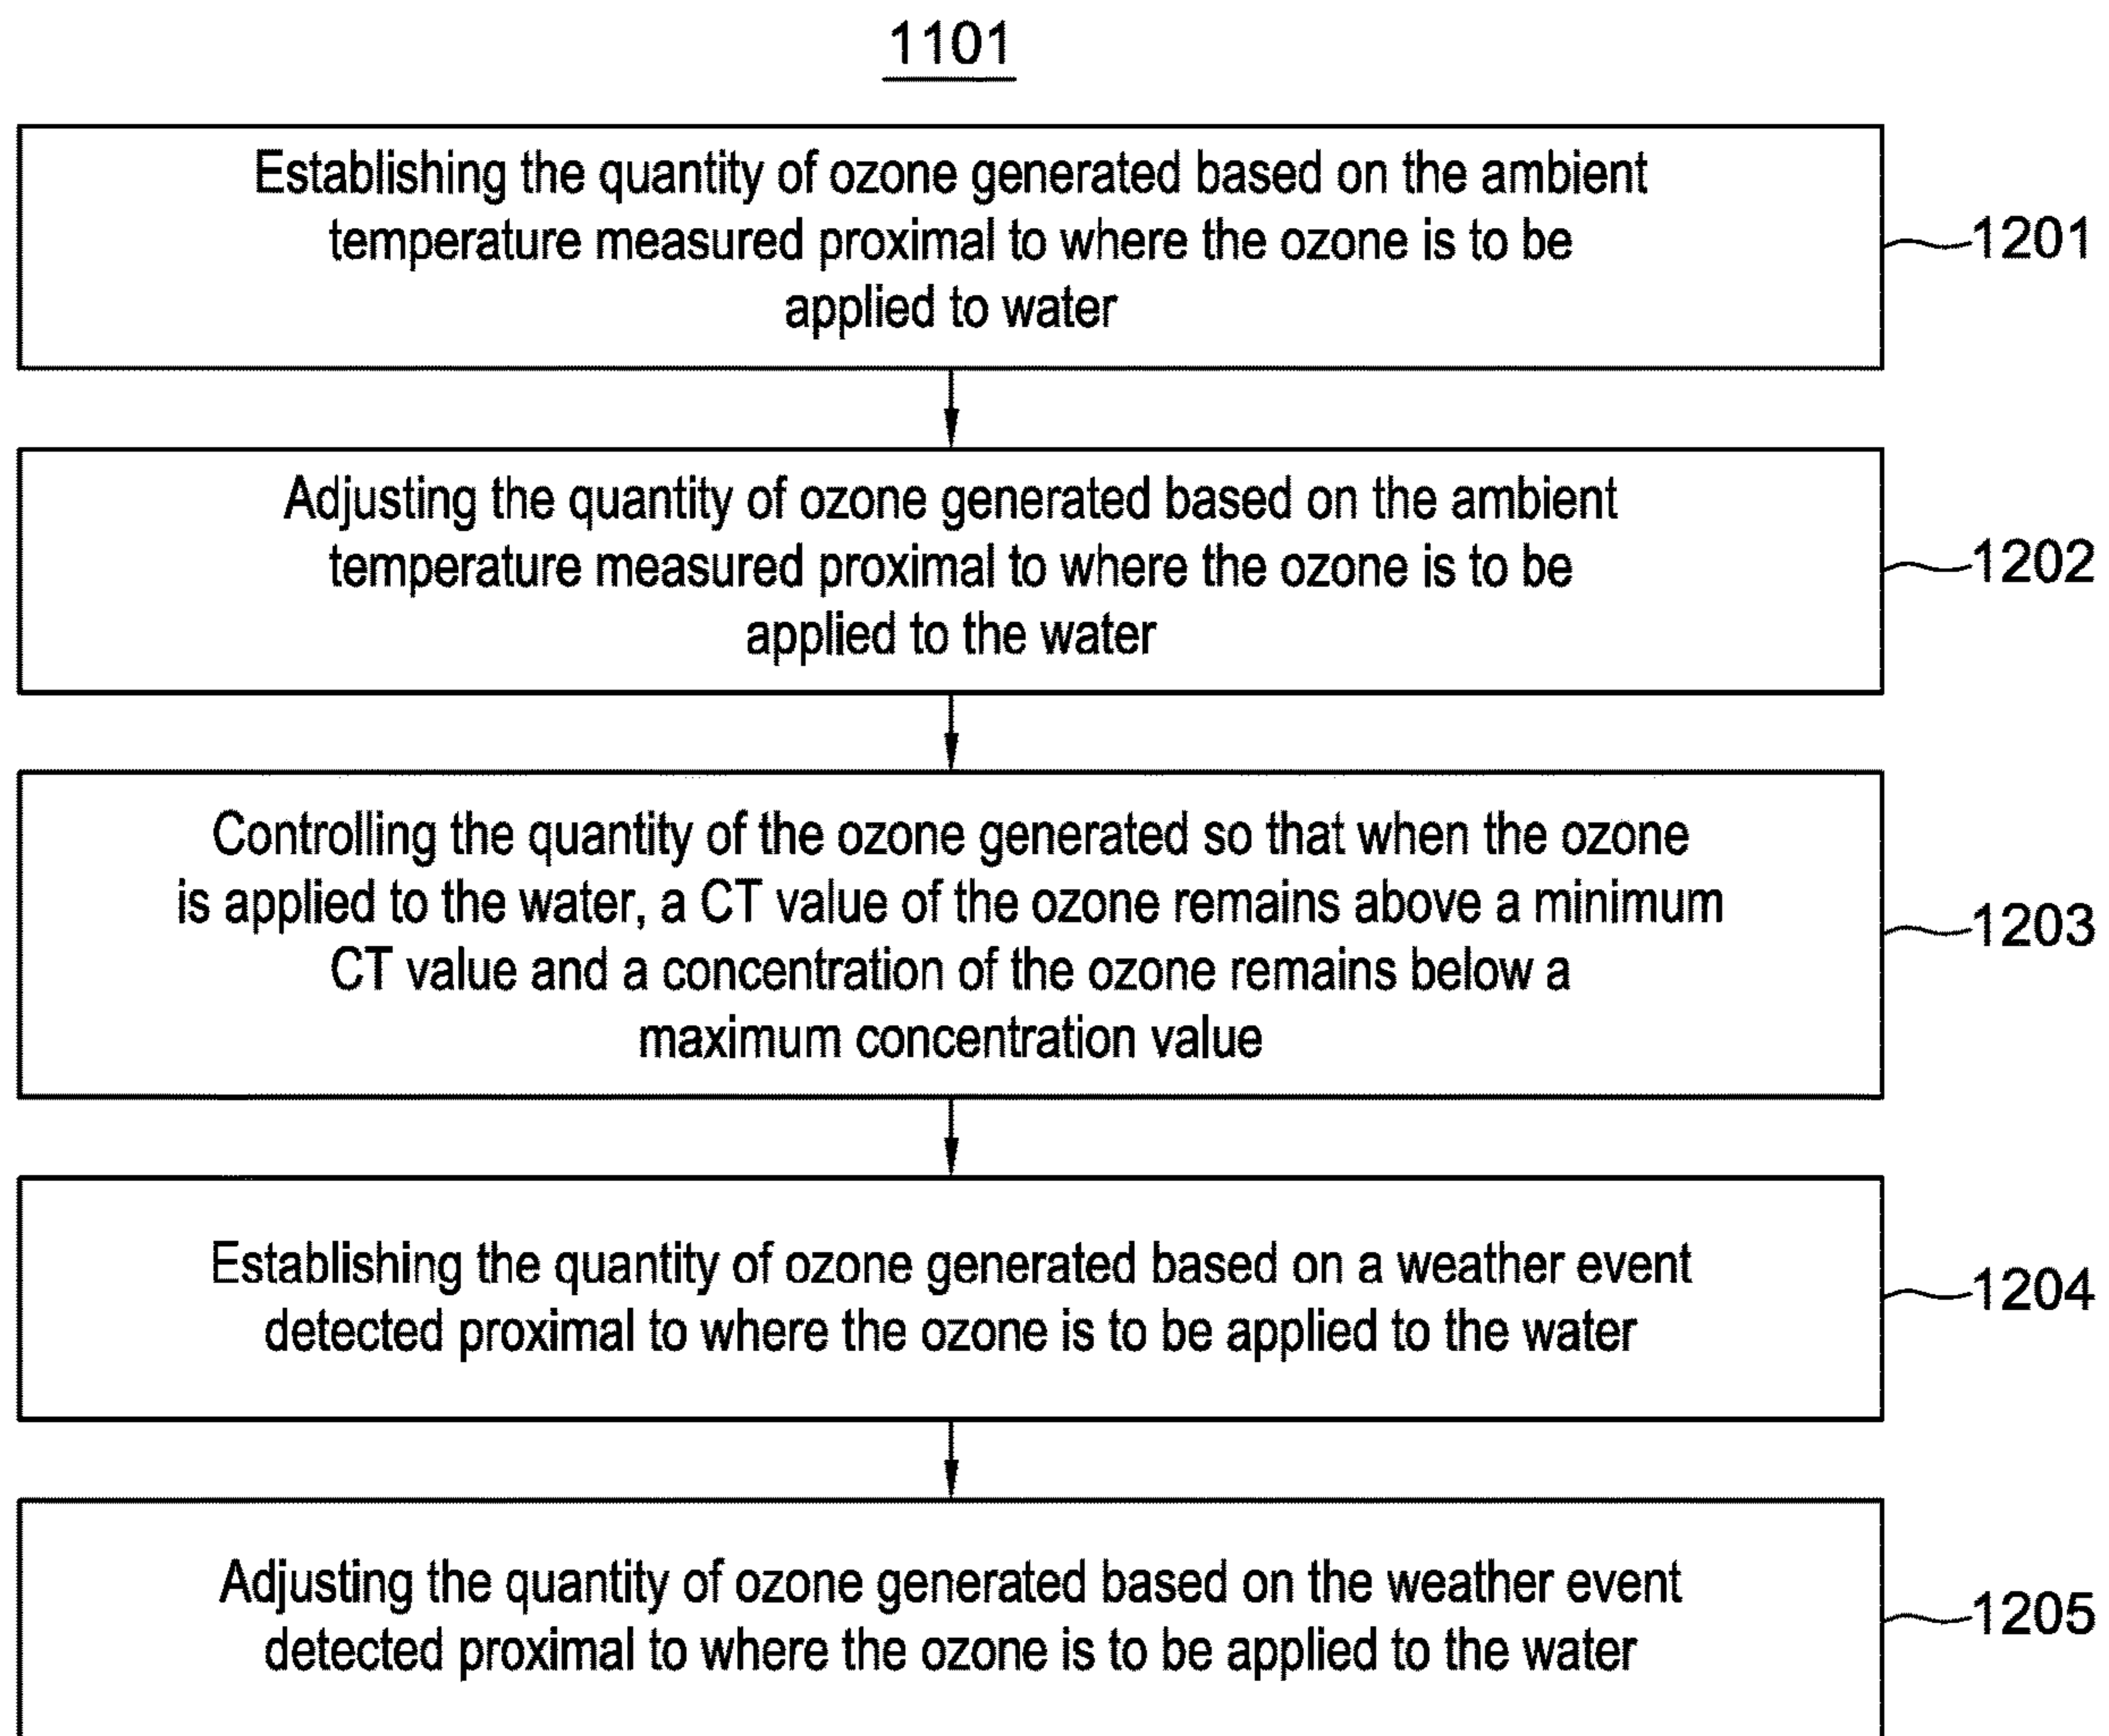 1101
Establishing the quantity of ozone generated based on the ambient
temperature measured proximal to where the ozone is to be
applied to water
1201
Adjusting the quantity of ozone generated based on the ambient
temperature measured proximal to where the ozone is to be
applied to the water
1202
Controlling the quantity of the ozone generated so that when the ozone
is applied to the water, a CT value of the ozone remains above a minimum
CT value and a concentration of the ozone remains below a
maximum concentration value
1203
Establishing the quantity of ozone generated based on a weather event
detected proximal to where the ozone is to be applied to the water
1204
Adjusting the quantity of ozone generated based on the weather event
detected proximal to where the ozone is to be applied to the water
1205